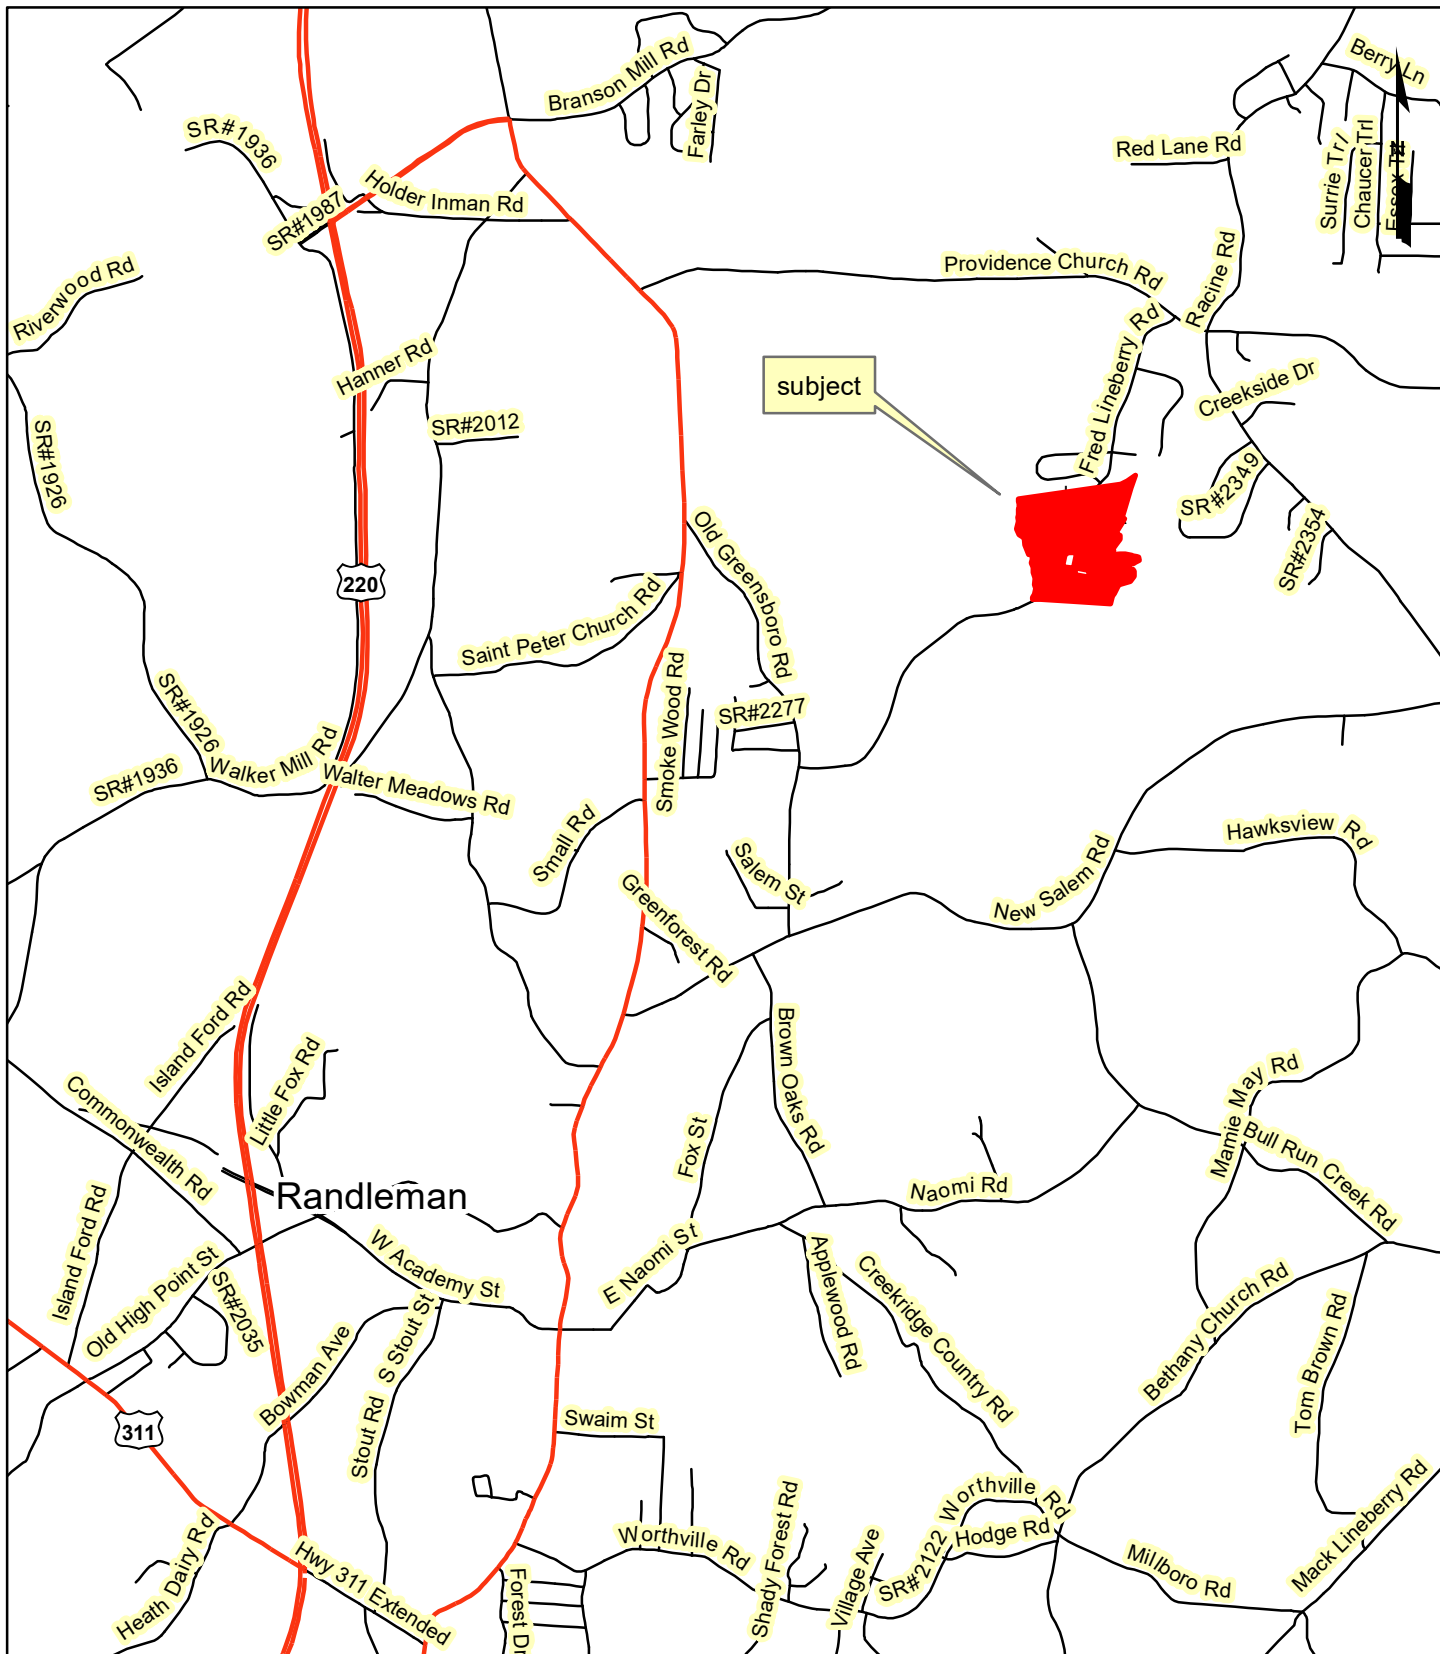 Berry Ln
Branson Mill Rd
Farley Dr
SR#1936
Red Lane Rd
Surrie Trl
Chaucer Trl
Essex Trl
Holder Inman Rd
SR#1987
Riverwood Rd
Providence Church Rd
Racine Rd
Hanner Rd
Fred Lineberry Rd
subject
Creekside Dr
SR#2012
SR#1926
SR#2349
SR#2354
Old Greensboro Rd
220
Saint Peter Church Rd
Smoke Wood Rd
SR#2277
SR#1926
Walker Mill Rd
SR#1936
Walter Meadows Rd
Small Rd
Salem St
Hawksview Rd
New Salem Rd
Greenforest Rd
Island Ford Rd
Brown Oaks Rd
Little Fox Rd
Commonwealth Rd
Fox St
Mamie May Rd
Bull Run Creek Rd
Randleman
Naomi Rd
Island Ford Rd
W Academy St
E Naomi St
Old High Point St
SR#2035
Applewood Rd
Creekridge Country Rd
Bethany Church Rd
Tom Brown Rd
S Stout St
Bowman Ave
Stout Rd
Swaim St
311
Worthville Rd
Mack Lineberry Rd
Heath Dairy Rd
Hwy 311 Extended
Worthville Rd
Shady Forest Rd
Village Ave
SR#2122
Hodge Rd
Millboro Rd
Forest Dr